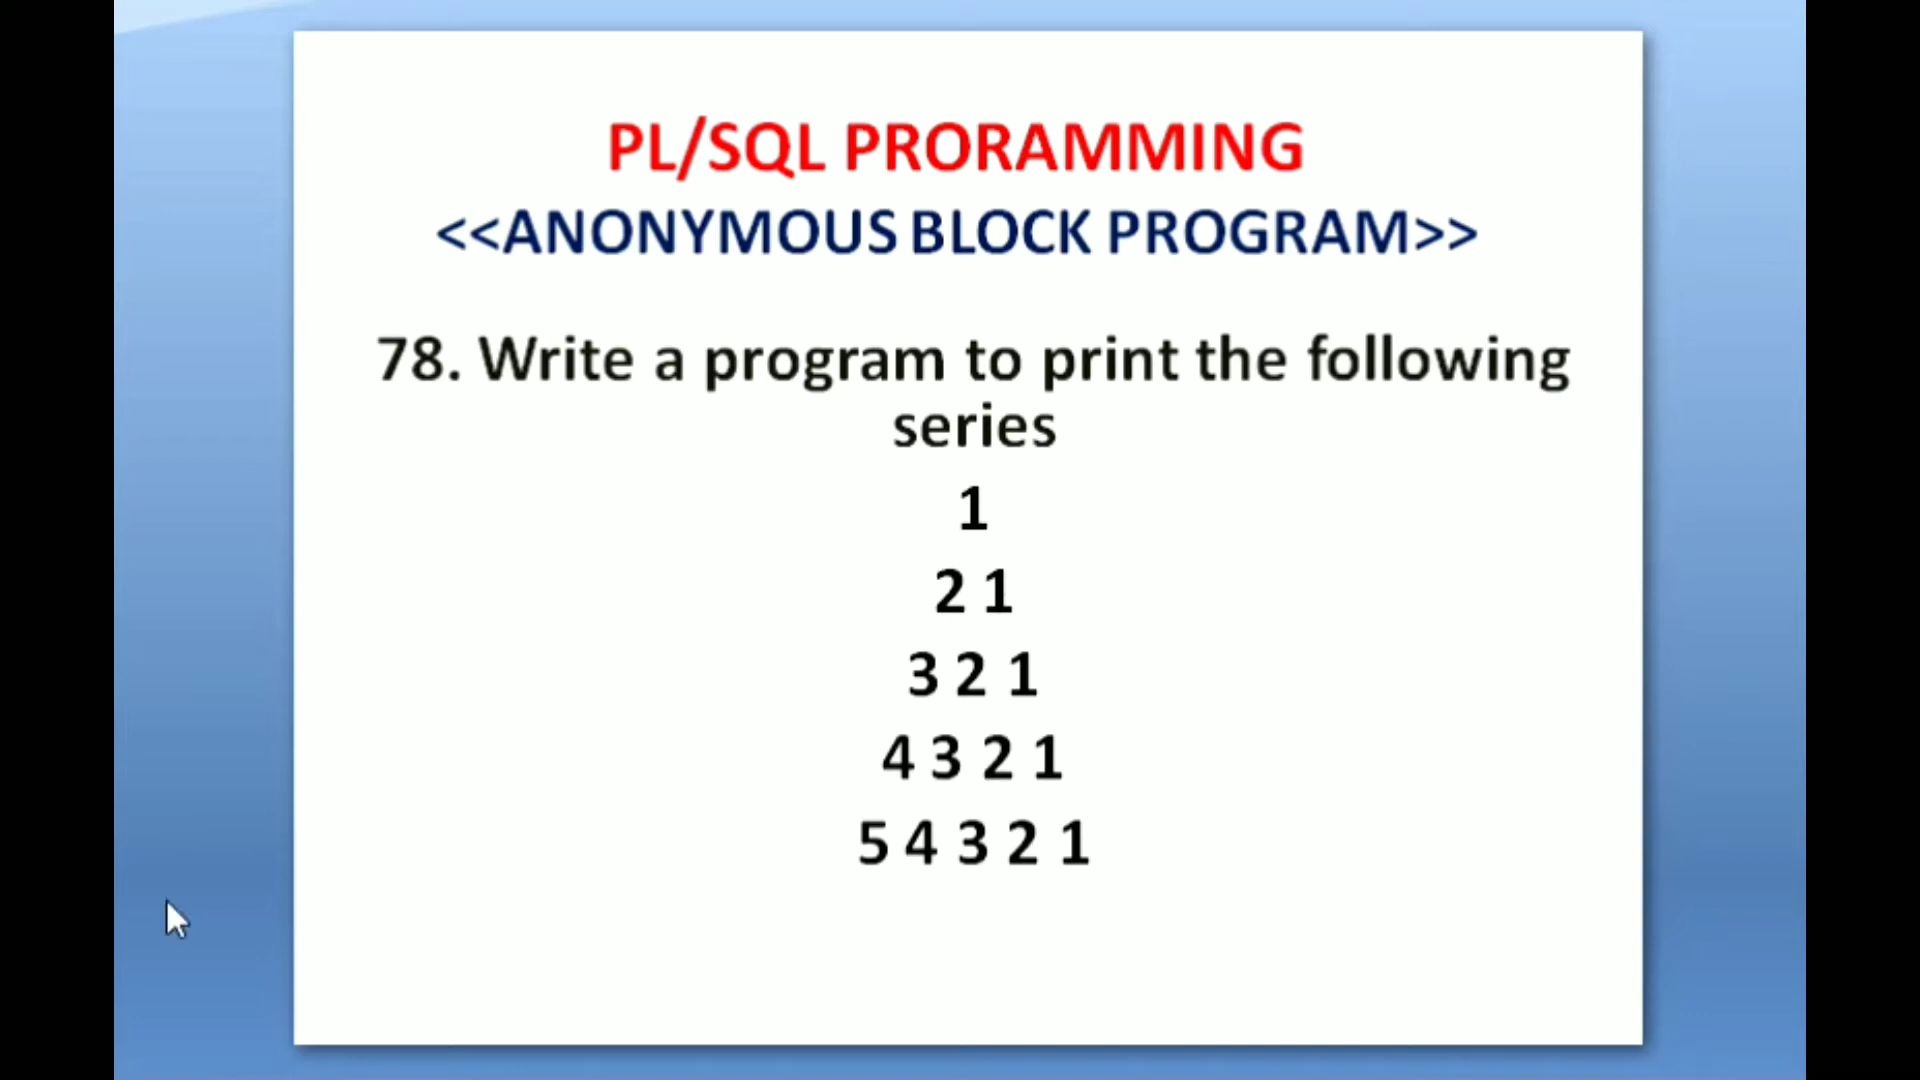 PL/SQL PRORAMMING
<<ANONYMOUS BLOCK PROGRAM>>
78. Write a program to print the following
series
1
2 1
3 2 1
4 3 2 1
5 4 3 2 1